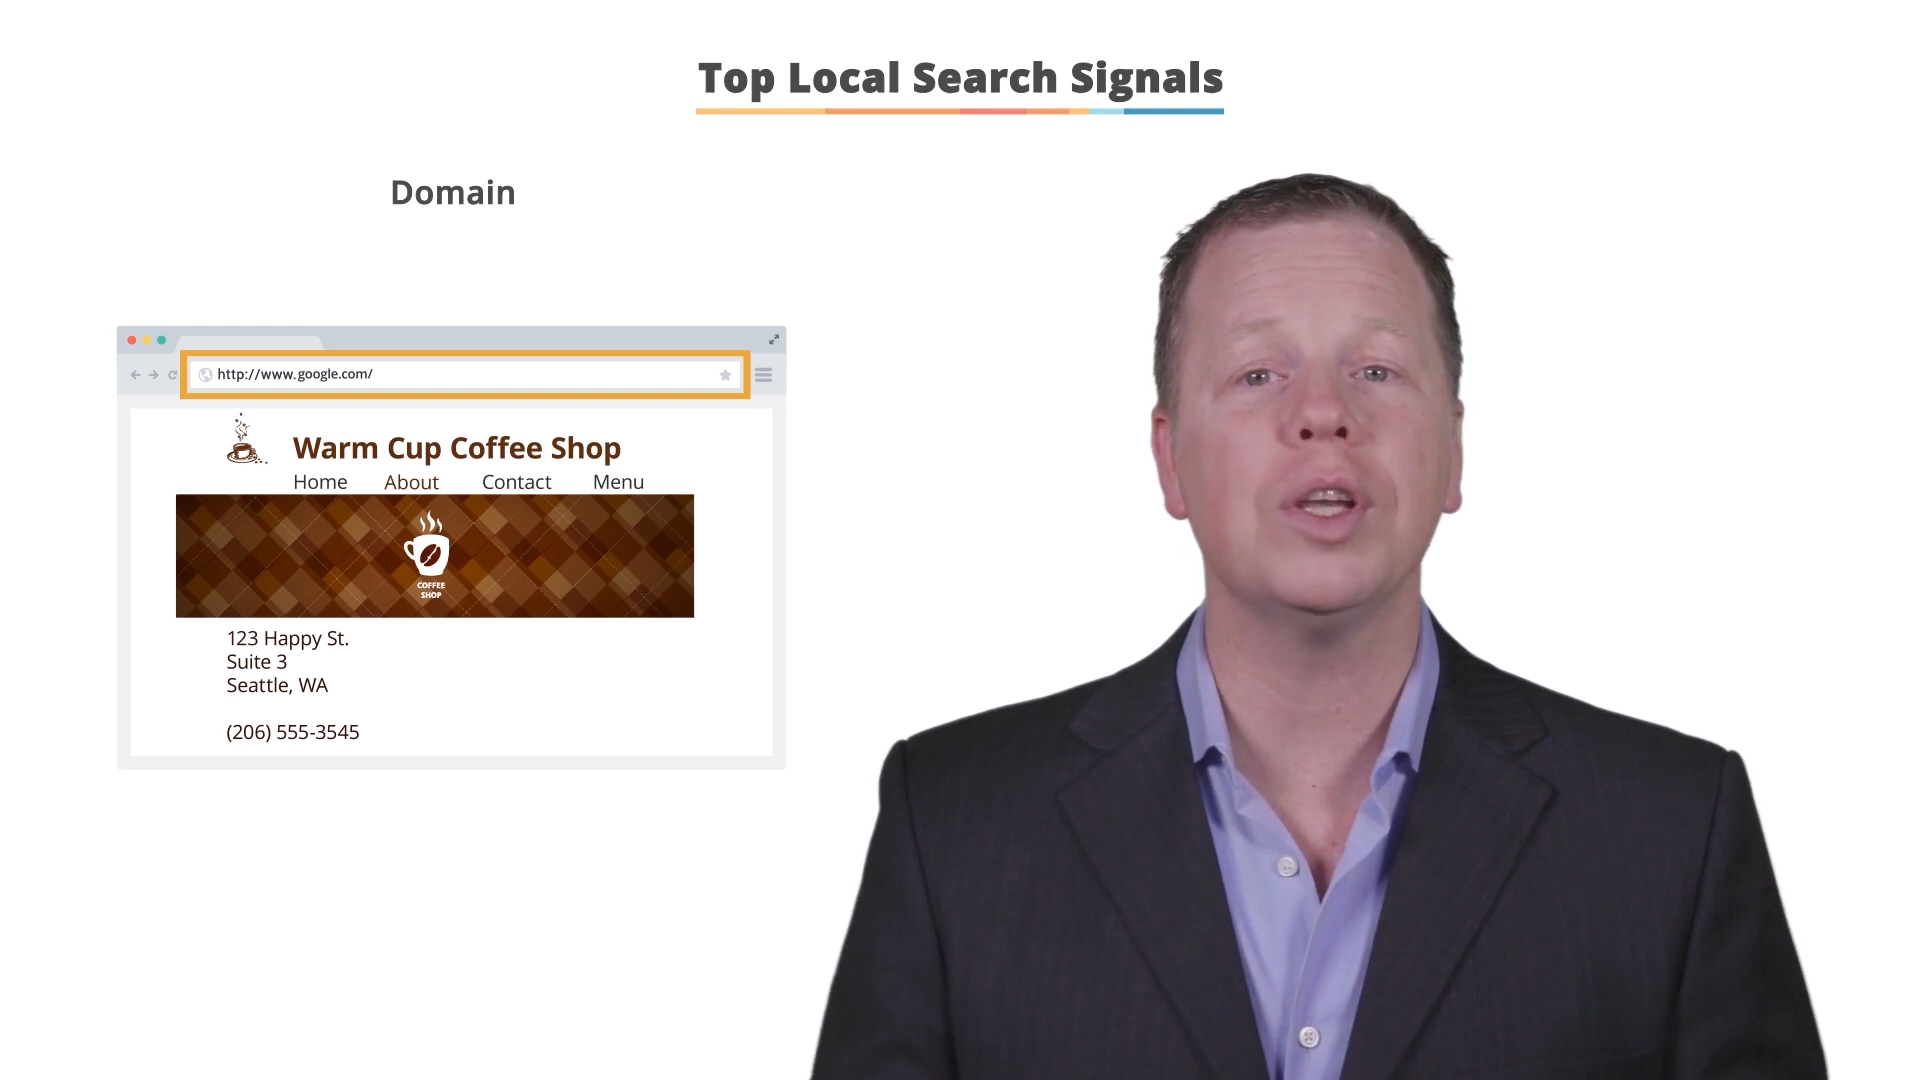 Top Local Search Signals
Domain
http://www.google.com/
Warm Cup Coffee Shop
Home About Contact Menu
COFFEE
SHOP
123 Happy St.
Suite 3
Seattle, WA
(206) 555-3545